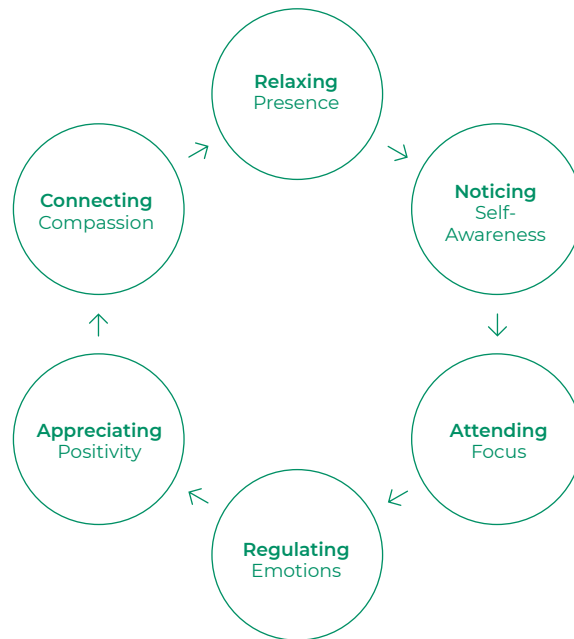 Relaxing
Presence
Noticing
Self-
Awareness
Attending
Focus
Regulating
Emotions
Appreciating
Positivity
Connecting
Compassion